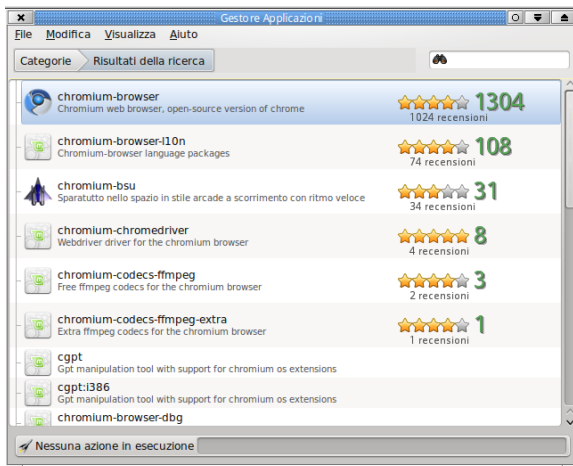 Gestore Applicazioni
File Modifica Visualizza Aiuto
Categorie Risultati della ricerca
chromium-browser
Chromium web browser, open-source version of chrome
1304
1024 recensioni
chromium-browser-l10n
Chromium-browser language packages
108
74 recensioni
chromium-bsu
Sparatutto nello spazio in stile arcade a scorrimento con ritmo veloce
31
34 recensioni
chromium-chromedriver
Webdriver driver for the chromium browser
8
4 recensioni
chromium-codecs-ffmpeg
Free ffmpeg codecs for the chromium browser
3
2 recensioni
chromium-codecs-ffmpeg-extra
Extra ffmpeg codecs for the chromium browser
1
1 recensioni
cgpt
Gpt manipulation tool with support for chromium os extensions
cgpt:i386
Gpt manipulation tool with support for chromium os extensions
chromium-browser-dbg
Nessuna azione in esecuzione